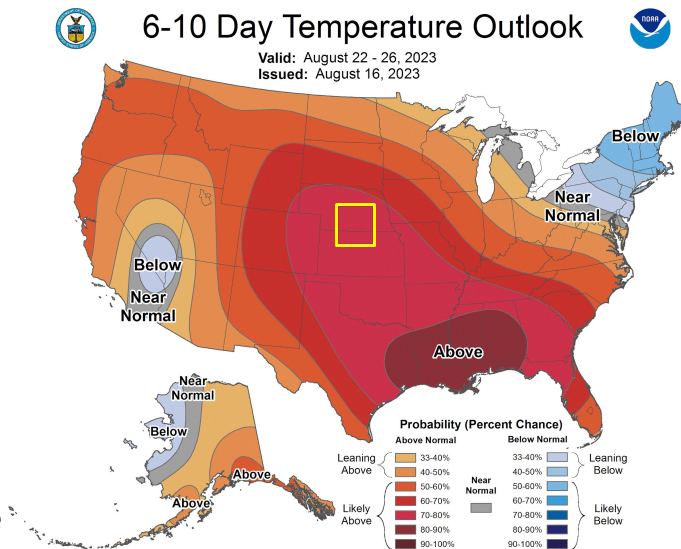 6-10 Day Temperature Outlook
NOAA
Valid: August 22 - 26, 2023
Issued: August 16, 2023
Below
Near
Normal
Below
Near
Normal
Above
Near
Normal
Below
Above
Above
Probability (Percent Chance)
Above Normal
Below Normal
Leaning
Above
33-40%
40-50%
Likely
Above
50-60%
60-70%
70-80%
80-90%
90-100%
Near
Normal
33-40%
40-50%
Leaning
Below
50-60%
60-70%
70-80%
80-90%
90-100%
Likely
Below